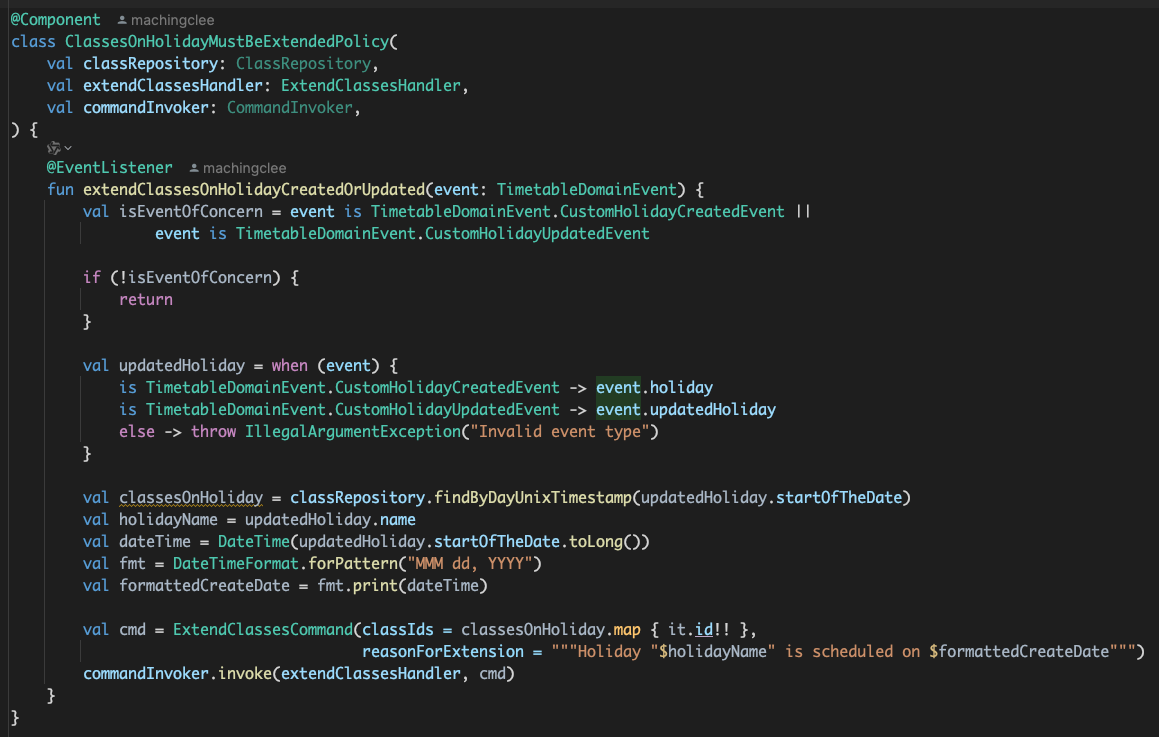 @Component machingclee
class ClassesOnHolidayMustBeExtendedPolicy(
    val classRepository: ClassRepository,
    val extendClassesHandler: ExtendClassesHandler,
    val commandInvoker: CommandInvoker,
) {
    @EventListener machingclee
    fun extendClassesOnHolidayCreatedOrUpdated(event: TimetableDomainEvent) {
        val isEventOfConcern = event is TimetableDomainEvent.CustomHolidayCreatedEvent ||
                event is TimetableDomainEvent.CustomHolidayUpdatedEvent
        if (!isEventOfConcern) {
            return
        }
        val updatedHoliday = when (event) {
            is TimetableDomainEvent.CustomHolidayCreatedEvent -> event.holiday
            is TimetableDomainEvent.CustomHolidayUpdatedEvent -> event.updatedHoliday
            else -> throw IllegalArgumentException("Invalid event type")
        }
        val classesOnHoliday = classRepository.findByDayUnixTimestamp(updatedHoliday.startOfTheDate)
        val holidayName = updatedHoliday.name
        val dateTime = DateTime(updatedHoliday.startOfTheDate.toLong())
        val fmt = DateTimeFormat.forPattern("MMM dd, YYYY")
        val formattedCreateDate = fmt.print(dateTime)
        val cmd = ExtendClassesCommand(classIds = classesOnHoliday.map { it.id!! },
                                       reasonForExtension = """Holiday "$holidayName" is scheduled on $formattedCreateDate""")
        commandInvoker.invoke(extendClassesHandler, cmd)
    }
}